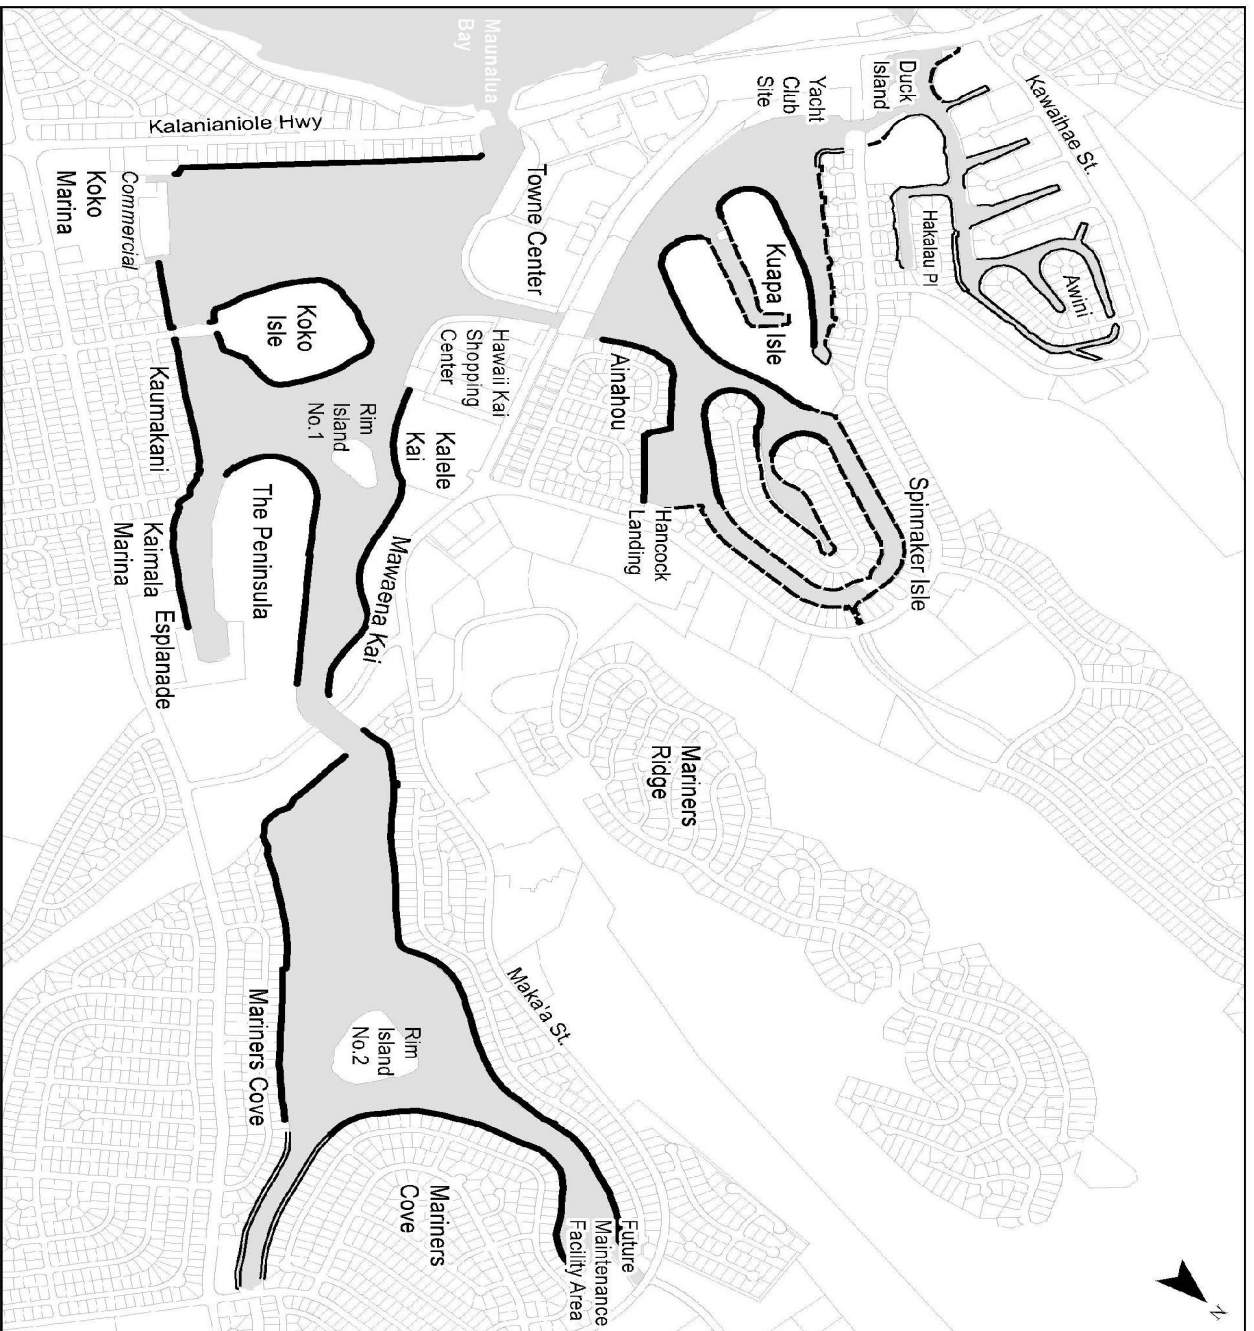 Maunalua
Bay
Kalanianiole Hwy
Commercial
Koko
Marina
Towne Center
Yacht
Club
Site
Duck
Island
Kawaihae St.
Hakalau Pl
Awini
Kuapa Isle
Koko
Isle
Hawaii Kai
Shopping
Center
Ainahou
Rim
Island
No.1
Kalele
Kai
Kaumakani
The Peninsula
Kaimala
Marina
Esplanade
Mawaena Kai
'Hancock
Landing
Spinnaker Isle
Mariners
Ridge
Maka'a St.
Mariners Cove
Rim
Island
No.2
Mariners
Cove
Future
Maintenance
Facility Area
N